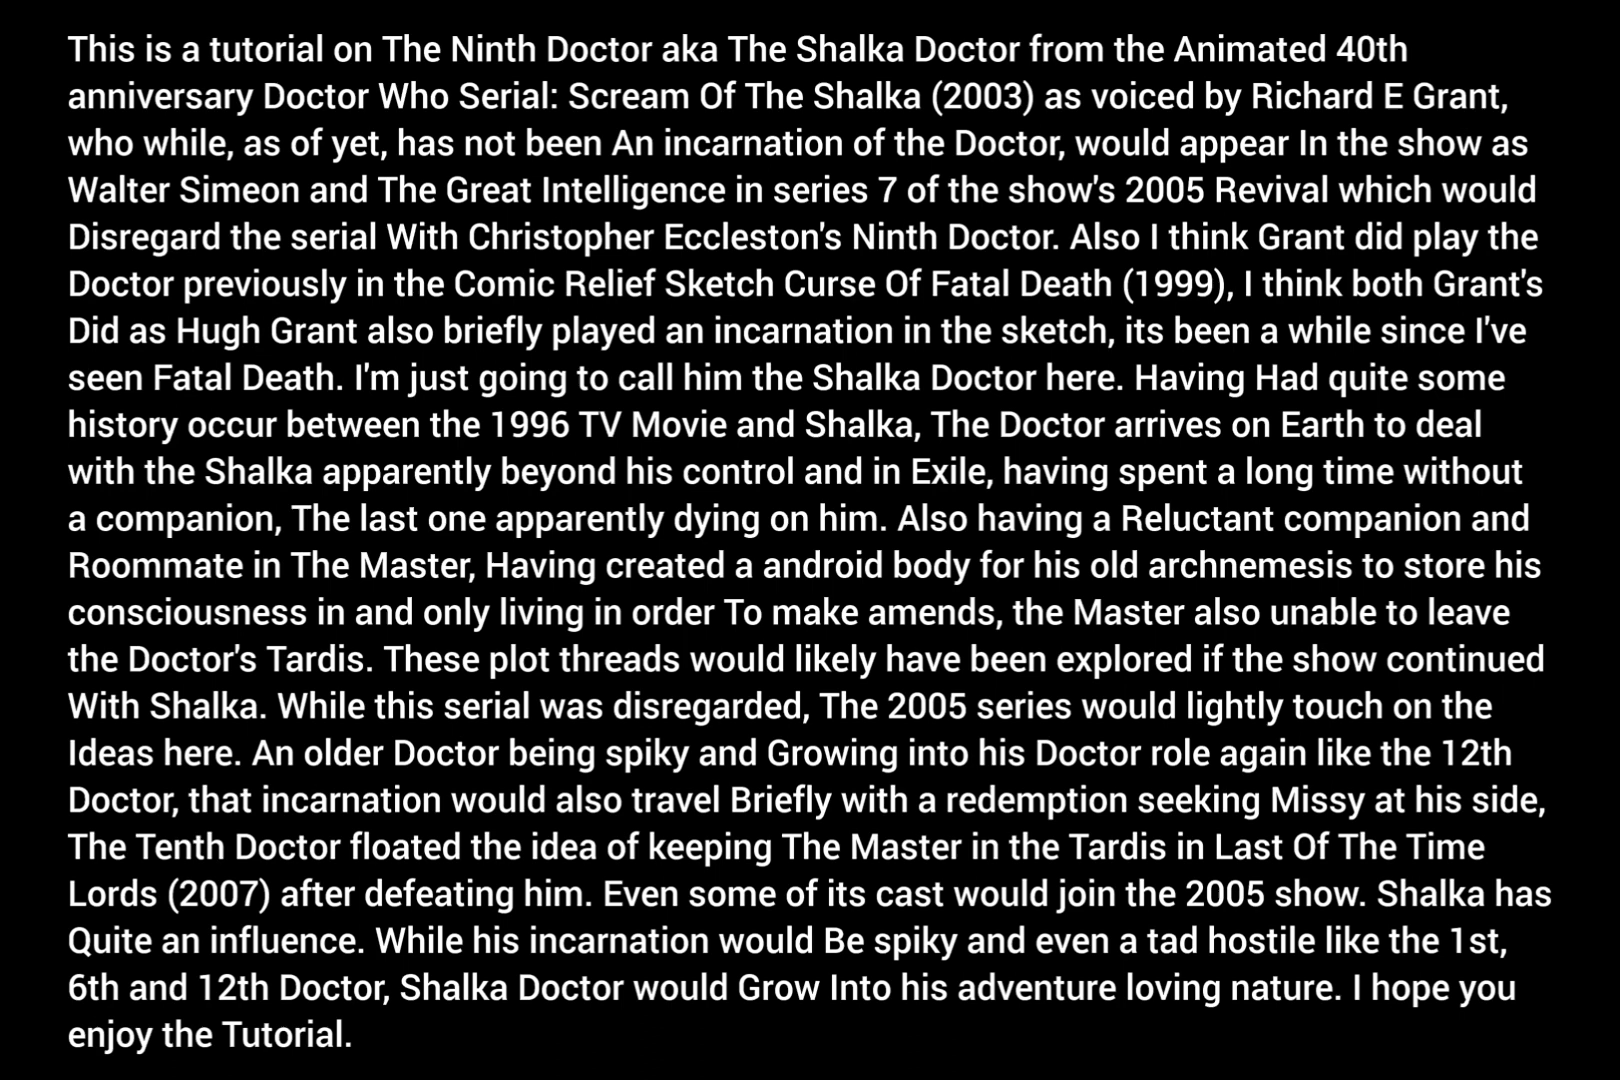 This is a tutorial on The Ninth Doctor aka The Shalka Doctor from the Animated 40th
anniversary Doctor Who Serial: Scream Of The Shalka (2003) as voiced by Richard E Grant,
who while, as of yet, has not been An incarnation of the Doctor, would appear In the show as
Walter Simeon and The Great Intelligence in series 7 of the show's 2005 Revival which would
Disregard the serial With Christopher Eccleston's Ninth Doctor. Also I think Grant did play the
Doctor previously in the Comic Relief Sketch Curse Of Fatal Death (1999), I think both Grant's
Did as Hugh Grant also briefly played an incarnation in the sketch, its been a while since I've
seen Fatal Death. I'm just going to call him the Shalka Doctor here. Having Had quite some
history occur between the 1996 TV Movie and Shalka, The Doctor arrives on Earth to deal
with the Shalka apparently beyond his control and in Exile, having spent a long time without
a companion, The last one apparently dying on him. Also having a Reluctant companion and
Roommate in The Master, Having created a android body for his old archnemesis to store his
consciousness in and only living in order To make amends, the Master also unable to leave
the Doctor's Tardis. These plot threads would likely have been explored if the show continued
With Shalka. While this serial was disregarded, The 2005 series would lightly touch on the
Ideas here. An older Doctor being spiky and Growing into his Doctor role again like the 12th
Doctor, that incarnation would also travel Briefly with a redemption seeking Missy at his side,
The Tenth Doctor floated the idea of keeping The Master in the Tardis in Last Of The Time
Lords (2007) after defeating him. Even some of its cast would join the 2005 show. Shalka has
Quite an influence. While his incarnation would Be spiky and even a tad hostile like the 1st,
6th and 12th Doctor, Shalka Doctor would Grow Into his adventure loving nature. I hope you
enjoy the Tutorial.